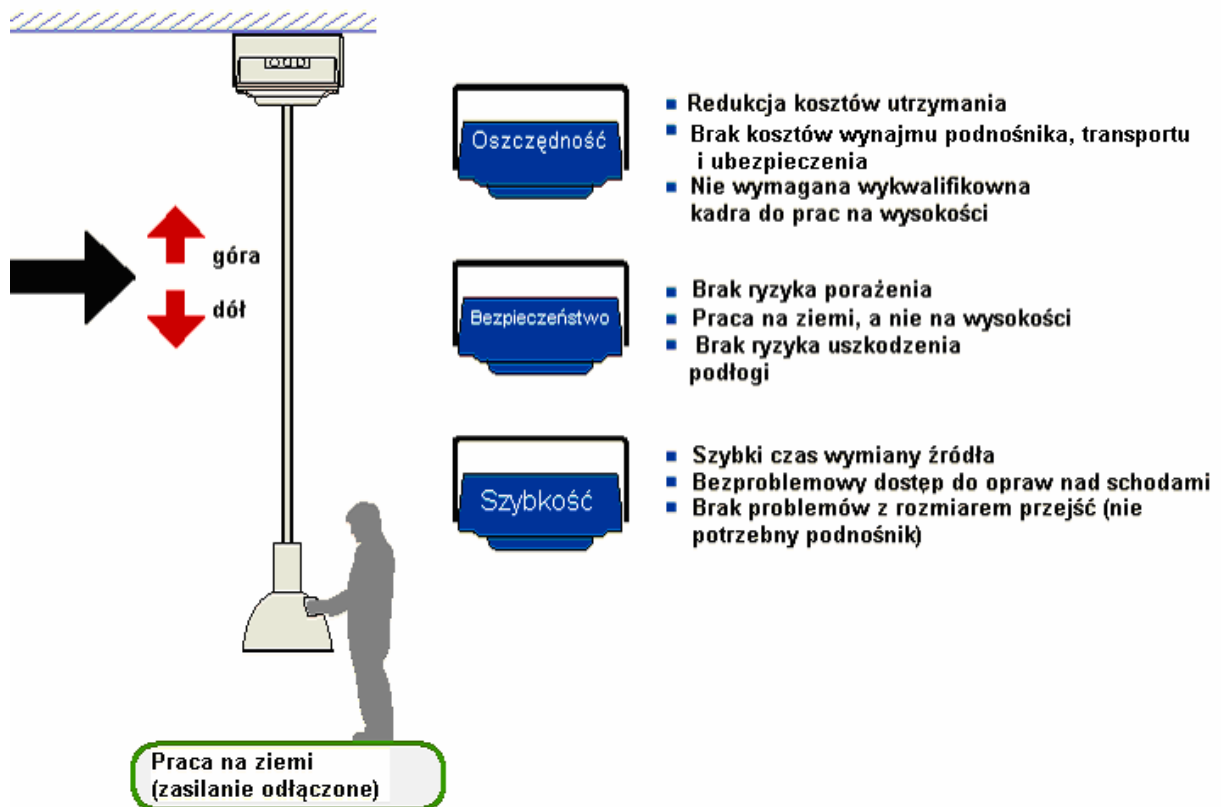 góra
dół
Oszczędność
Redukcja kosztów utrzymania
Brak kosztów wynajmu podnośnika, transportu
i ubezpieczenia
Nie wymagana wykwalifikowna
kadra do prac na wysokości
Bezpieczeństwo
Brak ryzyka porażenia
Praca na ziemi, a nie na wysokości
Brak ryzyka uszkodzenia
podłogi
Szybkość
Szybki czas wymiany źródła
Bezproblemowy dostęp do opraw nad schodami
Brak problemów z rozmiarem przejść (nie
potrzebny podnośnik)
Praca na ziemi
(zasilanie odłączone)